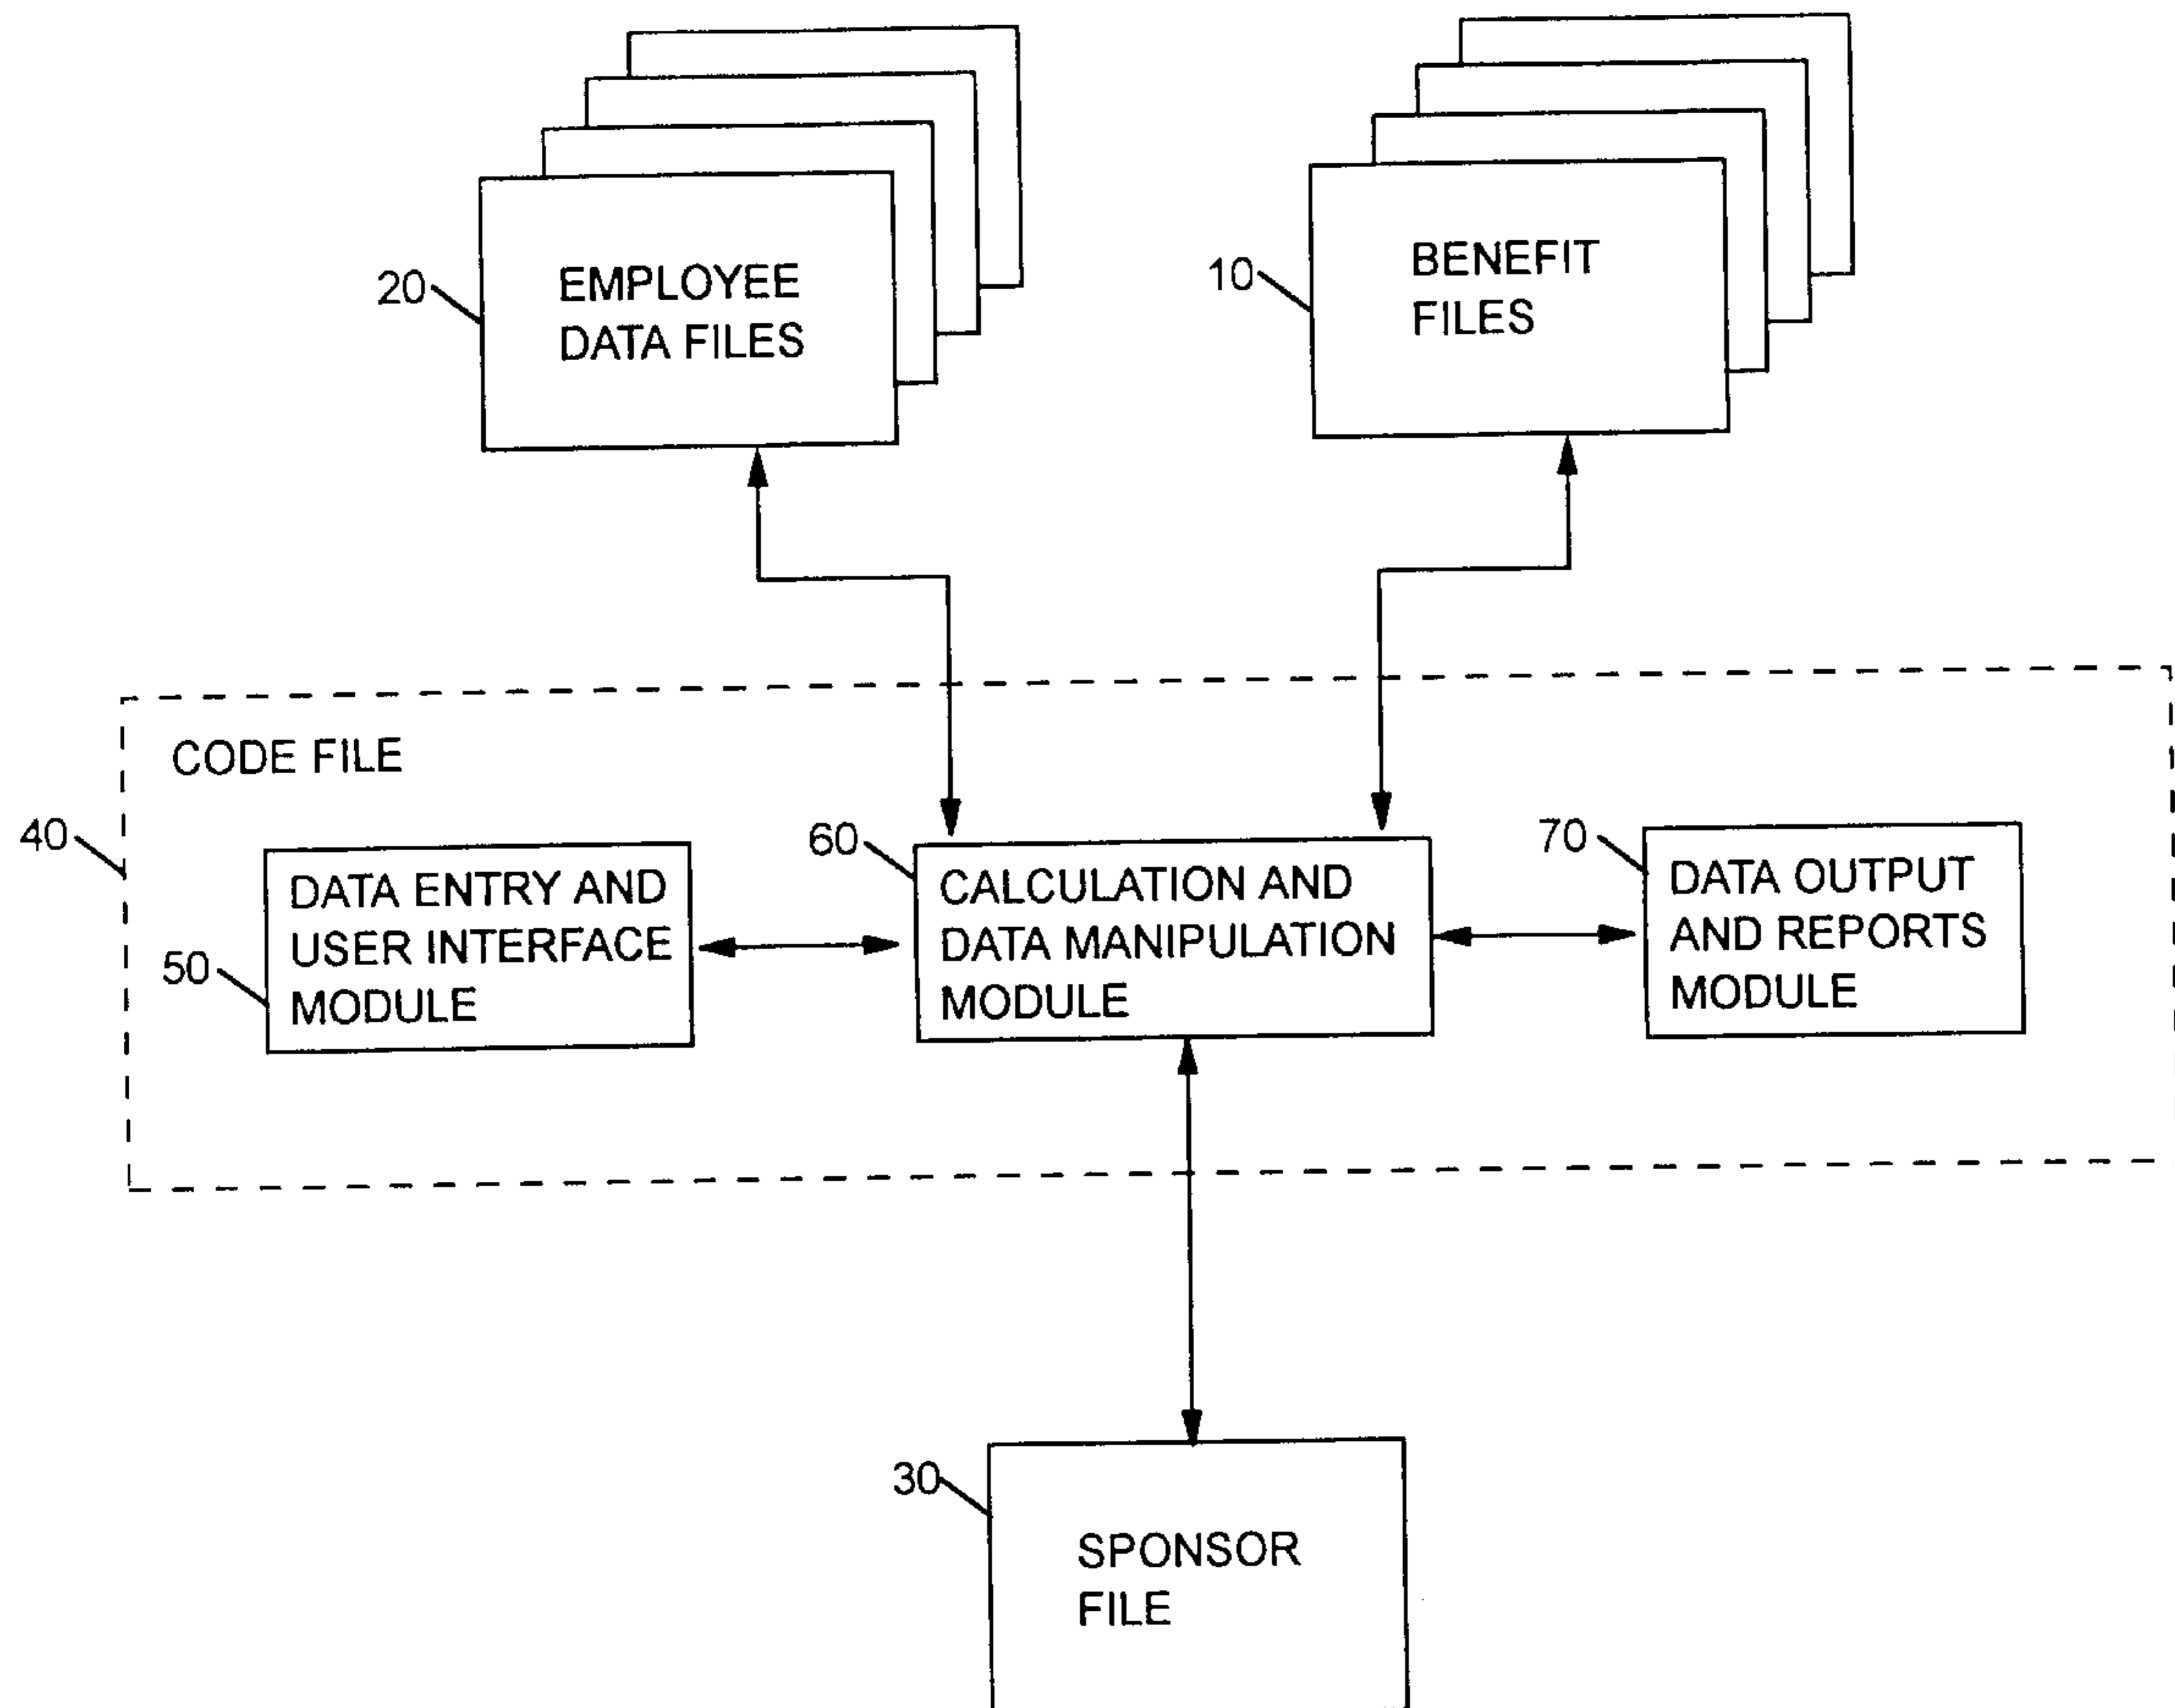 20
EMPLOYEE
DATA FILES
10
BENEFIT
FILES
CODE FILE
40
50
DATA ENTRY AND
USER INTERFACE
MODULE
60
CALCULATION AND
DATA MANIPULATION
MODULE
70
DATA OUTPUT
AND REPORTS
MODULE
30
SPONSOR
FILE